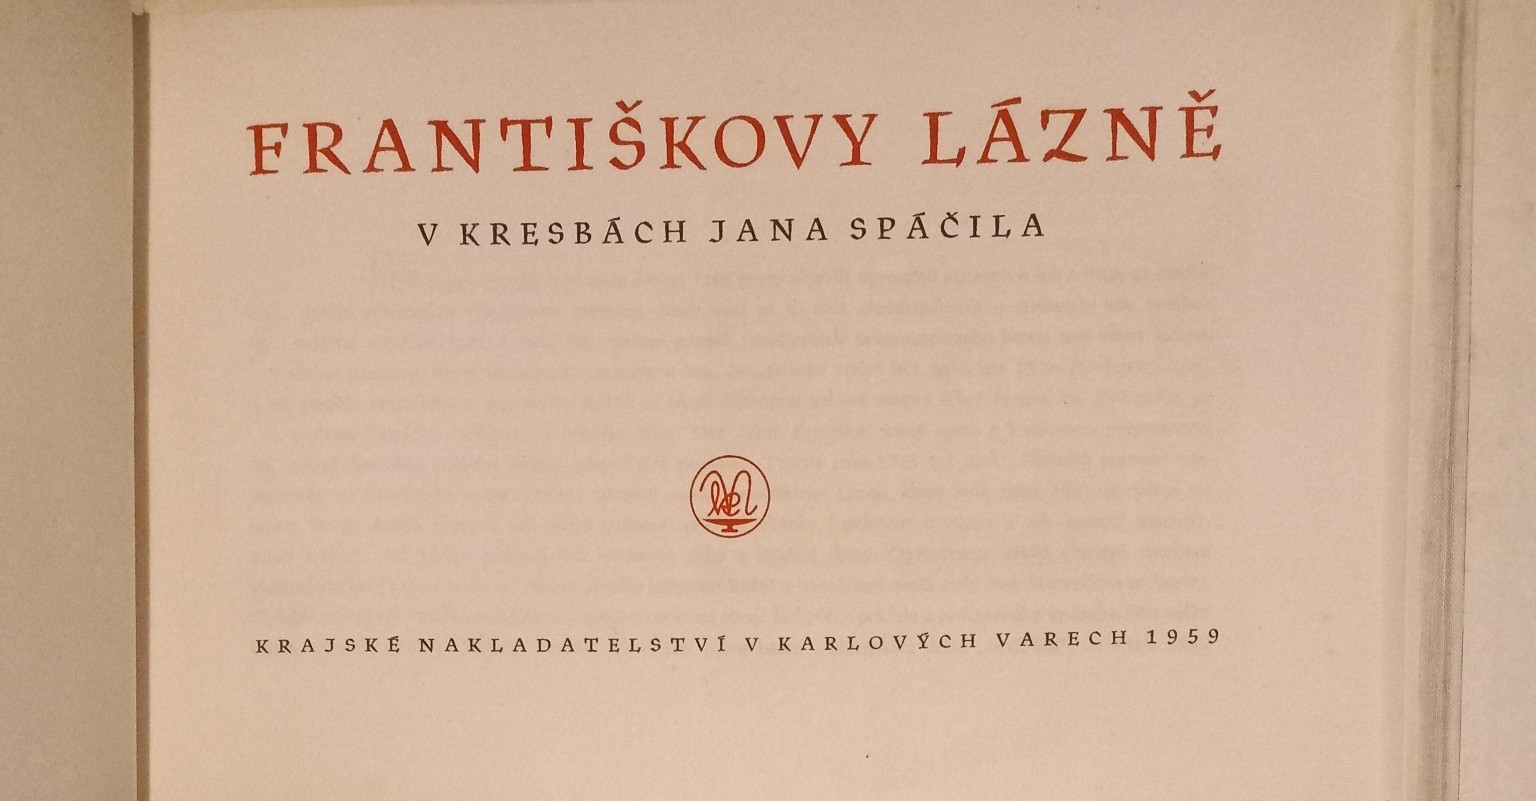 FRANTIŠKOVY LÁZNĚ
V KRESBÁCH JANA SPÁČILA
KRAJSKÉ NAKLADATELSTVÍ V KARLOVÝCH VARECH 1959